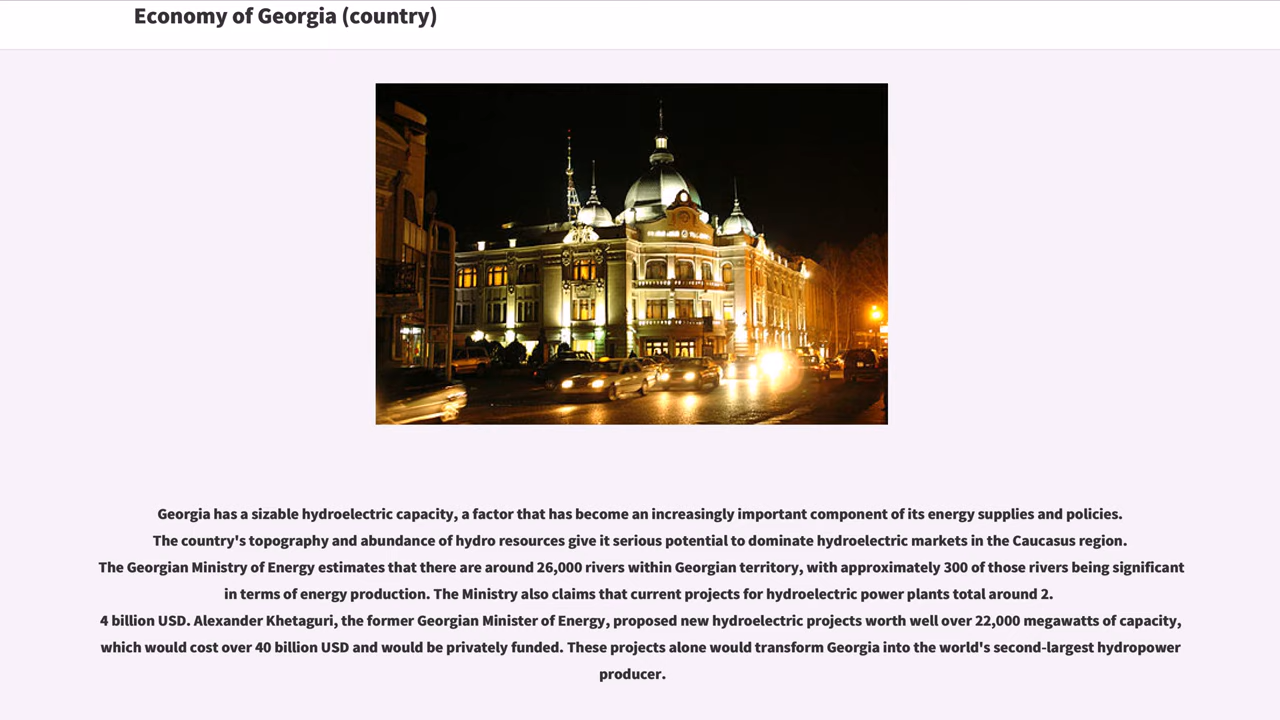 Economy of Georgia (country)
Georgia has a sizable hydroelectric capacity, a factor that has become an increasingly important component of its energy supplies and policies.
The country's topography and abundance of hydro resources give it serious potential to dominate hydroelectric markets in the Caucasus region.
The Georgian Ministry of Energy estimates that there are around 26,000 rivers within Georgian territory, with approximately 300 of those rivers being significant
in terms of energy production. The Ministry also claims that current projects for hydroelectric power plants total around 2.
4 billion USD. Alexander Khetaguri, the former Georgian Minister of Energy, proposed new hydroelectric projects worth well over 22,000 megawatts of capacity,
which would cost over 40 billion USD and would be privately funded. These projects alone would transform Georgia into the world's second-largest hydropower
producer.